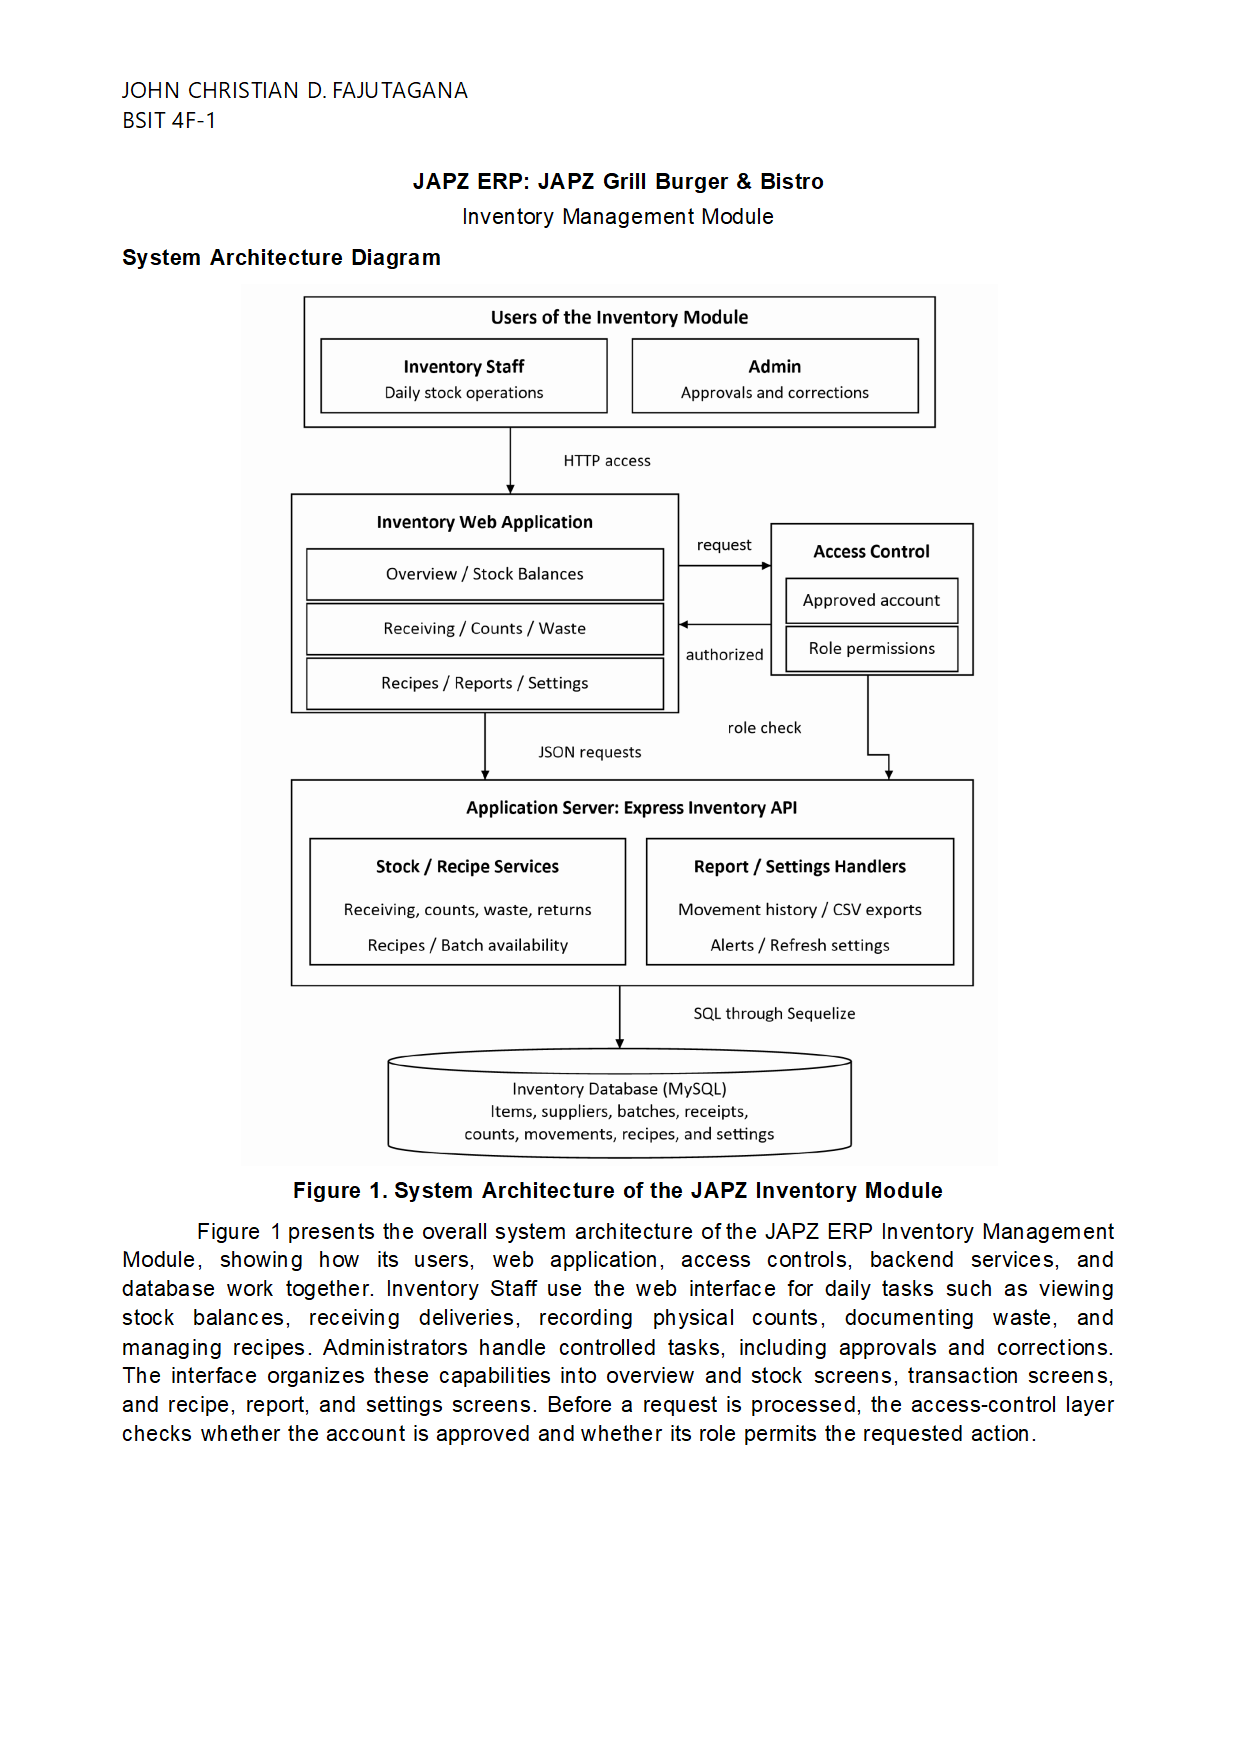 JOHN CHRISTIAN D. FAJUTAGANA
BSIT 4F-1
JAPZ ERP: JAPZ Grill Burger & Bistro
Inventory Management Module
System Architecture Diagram
Users of the Inventory Module
Inventory Staff
Daily stock operations
Admin
Approvals and corrections
HTTP access
Inventory Web Application
Overview / Stock Balances
Receiving / Counts / Waste
Recipes / Reports / Settings
request
authorized
Access Control
Approved account
Role permissions
role check
JSON requests
Application Server: Express Inventory API
Stock / Recipe Services
Receiving, counts, waste, returns
Recipes / Batch availability
Report / Settings Handlers
Movement history / CSV exports
Alerts / Refresh settings
SQL through Sequelize
Inventory Database (MySQL)
Items, suppliers, batches, receipts,
counts, movements, recipes, and settings
Figure 1. System Architecture of the JAPZ Inventory Module
Figure 1 presents the overall system architecture of the JAPZ ERP Inventory Management
Module, showing how its users, web application, access controls, backend services, and
database work together. Inventory Staff use the web interface for daily tasks such as viewing
stock balances, receiving deliveries, recording physical counts, documenting waste, and
managing recipes. Administrators handle controlled tasks, including approvals and corrections.
The interface organizes these capabilities into overview and stock screens, transaction screens,
and recipe, report, and settings screens. Before a request is processed, the access-control layer
checks whether the account is approved and whether its role permits the requested action.